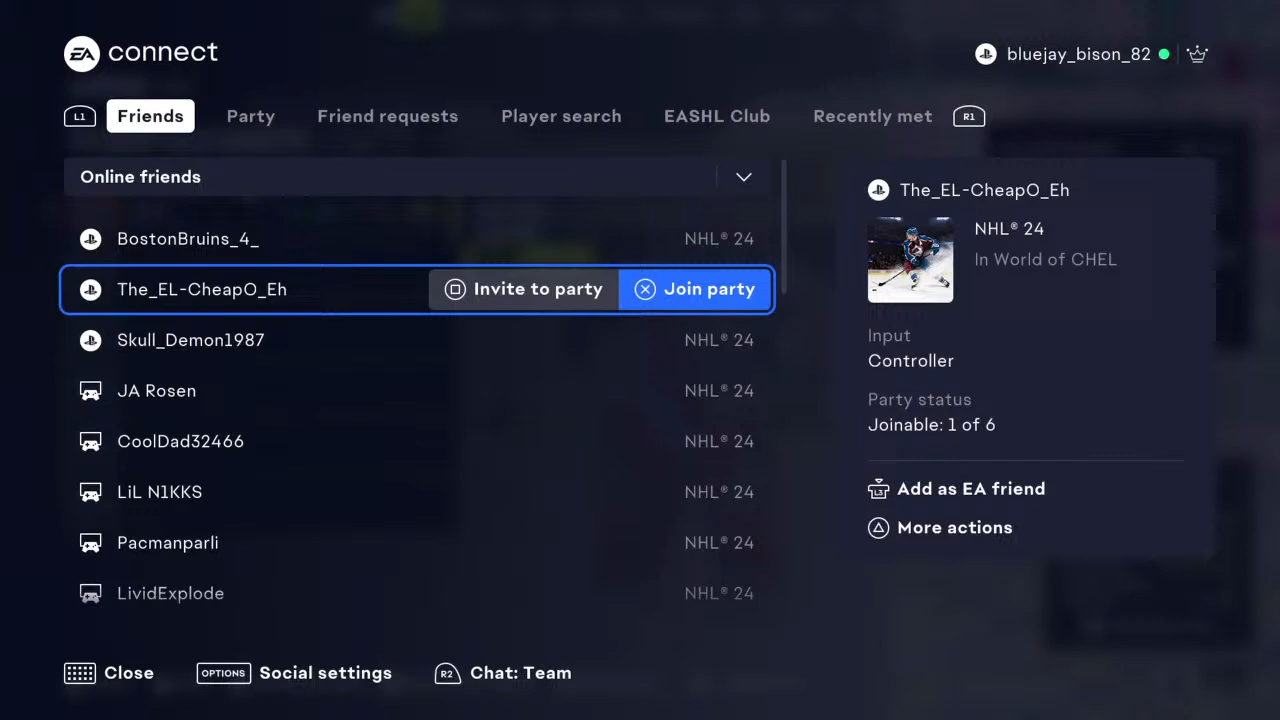 EA connect
bluejay_bison_82
L1 Friends Party Friend requests Player search EASHL Club Recently met R1
Online friends
BostonBruins_4_ NHL® 24
The_EL-CheapO_Eh Invite to party Join party
Skull_Demon1987 NHL® 24
JA Rosen NHL® 24
CoolDad32466 NHL® 24
LiL N1KKS NHL® 24
Pacmanparli NHL® 24
LividExplode NHL® 24
The_EL-CheapO_Eh
NHL® 24
In World of CHEL
Input
Controller
Party status
Joinable: 1 of 6
L3 Add as EA friend
More actions
Close OPTIONS Social settings R2 Chat: Team